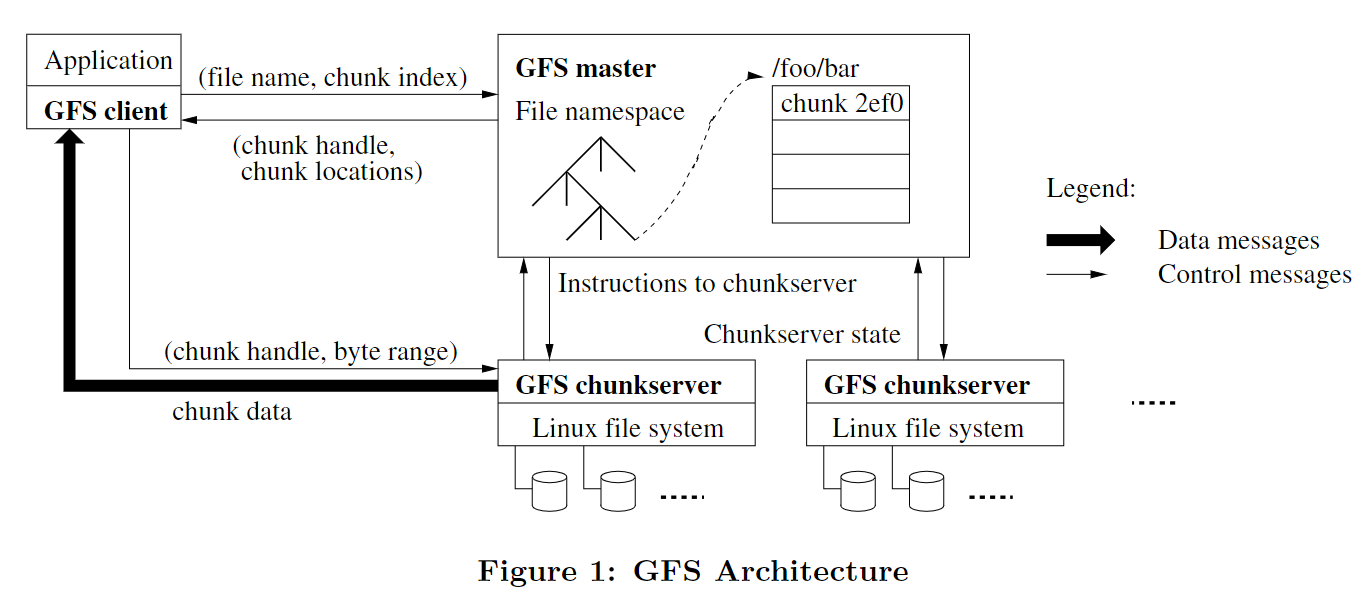 Application
GFS client
(file name, chunk index)
(chunk handle,
chunk locations)
GFS master
File namespace
/foo/bar
chunk 2ef0
Legend:
Data messages
Control messages
Instructions to chunkserver
Chunkserver state
(chunk handle, byte range)
chunk data
GFS chunkserver
Linux file system
GFS chunkserver
Linux file system
Figure 1: GFS Architecture